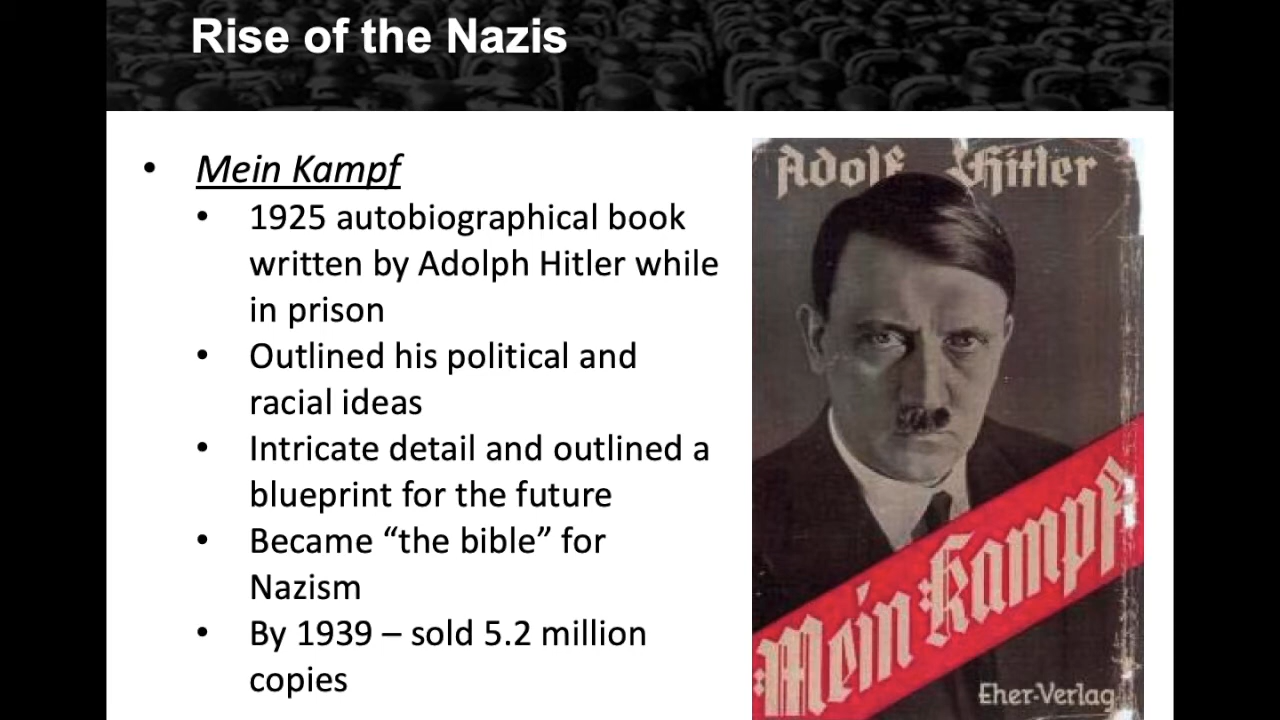 Rise of the Nazis
• Mein Kampf
• 1925 autobiographical book
written by Adolph Hitler while
in prison
• Outlined his political and
racial ideas
• Intricate detail and outlined a
blueprint for the future
• Became “the bible” for
Nazism
• By 1939 – sold 5.2 million
copies
Adolf Hitler
Mein Kampf
Eher-Verlag